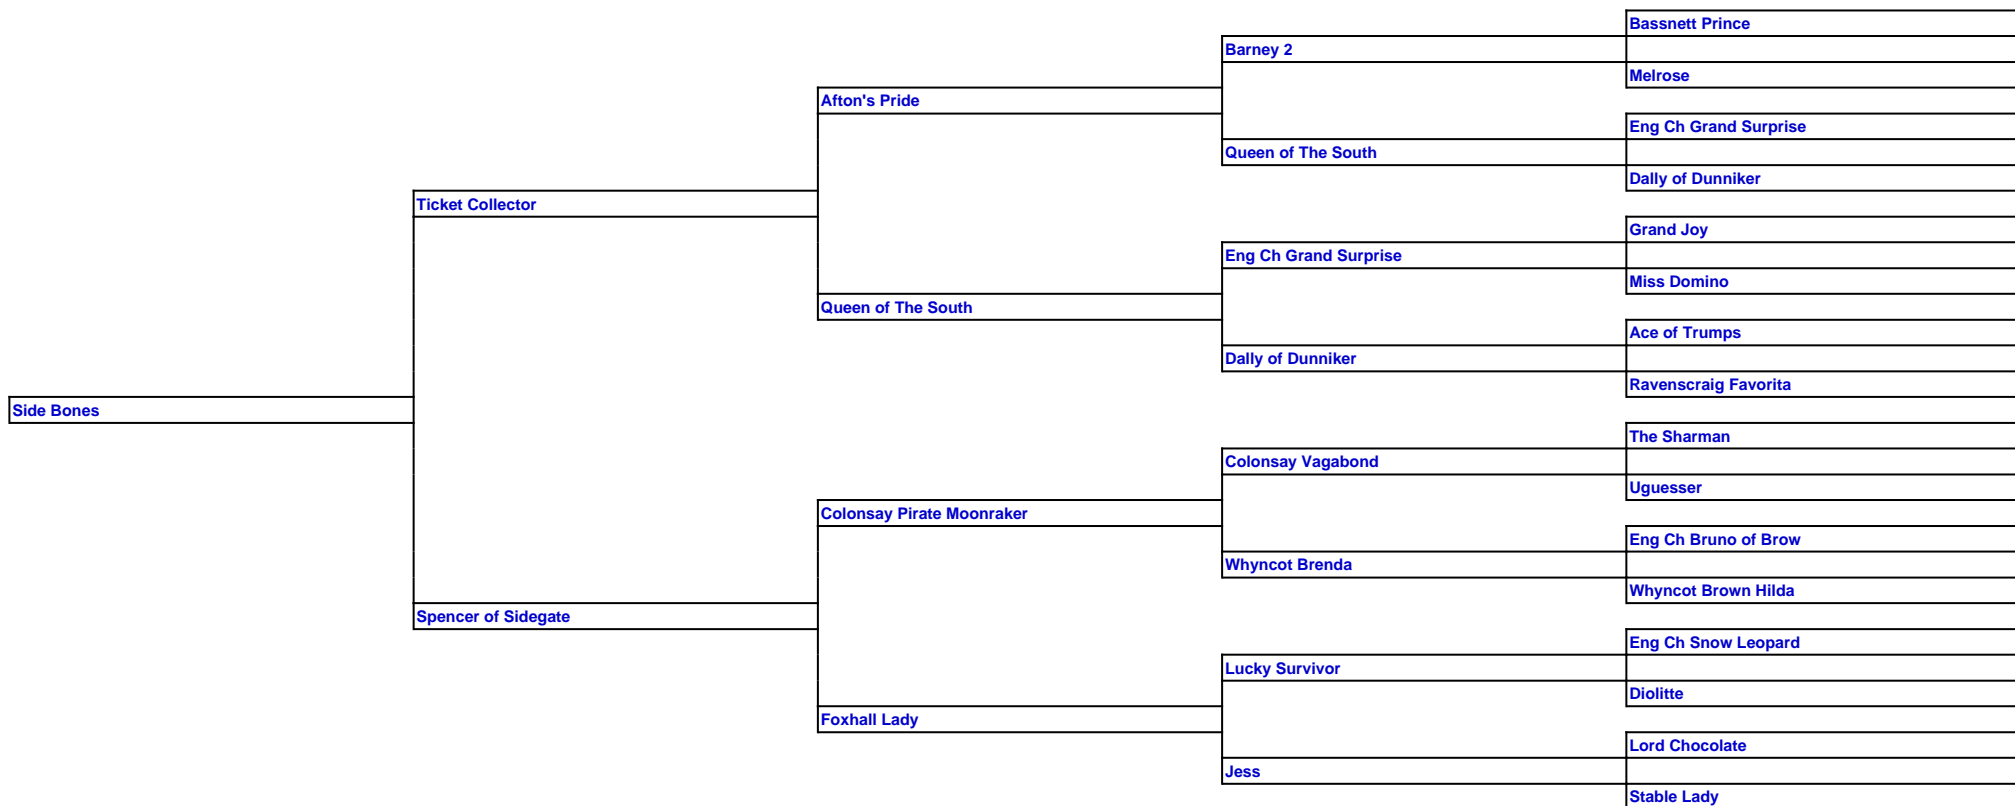 Bassnett Prince
Barney 2
Melrose
Afton's Pride
Eng Ch Grand Surprise
Queen of The South
Dally of Dunniker
Ticket Collector
Grand Joy
Eng Ch Grand Surprise
Miss Domino
Queen of The South
Ace of Trumps
Dally of Dunniker
Ravenscraig Favorita
Side Bones
The Sharman
Colonsay Vagabond
Uguesser
Colonsay Pirate Moonraker
Eng Ch Bruno of Brow
Whyncot Brenda
Whyncot Brown Hilda
Spencer of Sidegate
Eng Ch Snow Leopard
Lucky Survivor
Diolitte
Foxhall Lady
Lord Chocolate
Jess
Stable Lady